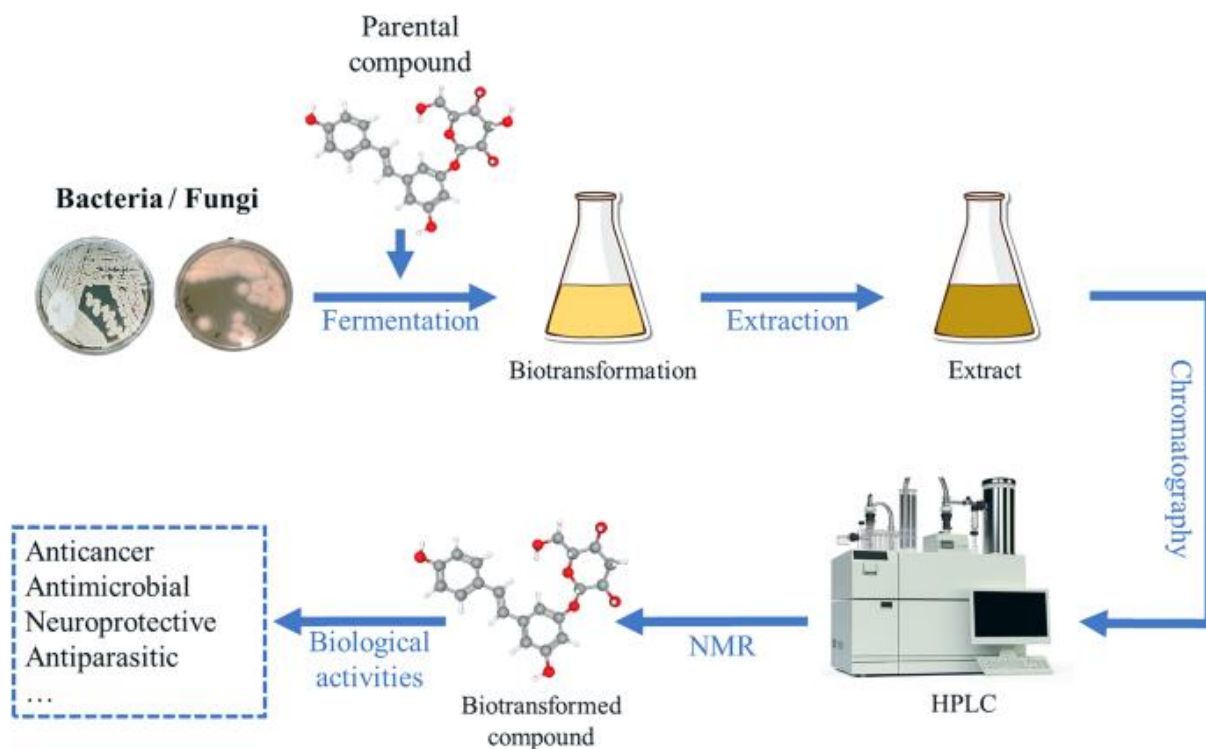 Parental
compound
Bacteria / Fungi
Fermentation
Extraction
Biotransformation
Extract
Chromatography
Anticancer
Antimicrobial
Neuroprotective
Antiparasitic
…
Biological
activities
NMR
Biotransformed
compound
HPLC